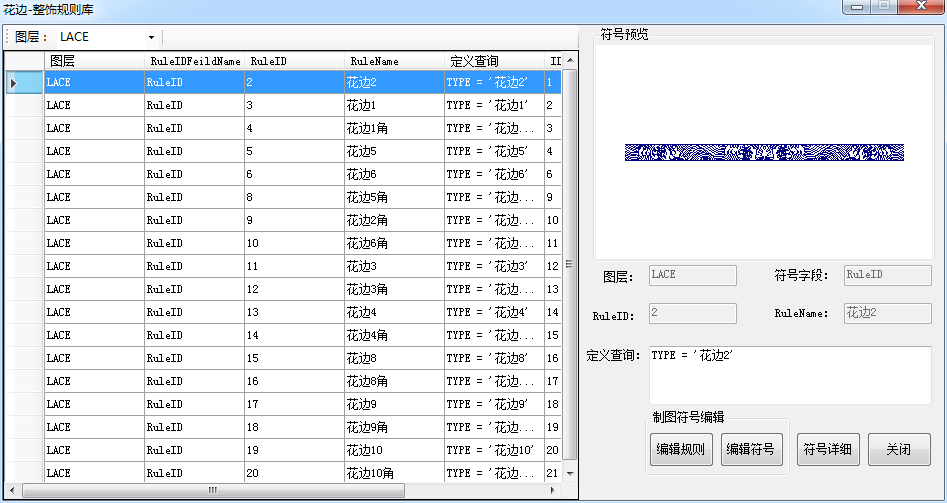 花边-整饰规则库
图层： LACE
图层 RuleIDFeildName RuleID RuleName 定义查询 ID
LACE RuleID 2 花边2 TYPE = '花边2' 1
LACE RuleID 3 花边1 TYPE = '花边1' 2
LACE RuleID 4 花边1角 TYPE = '花边... 3
LACE RuleID 5 花边5 TYPE = '花边5' 4
LACE RuleID 6 花边6 TYPE = '花边6' 6
LACE RuleID 8 花边5角 TYPE = '花边... 9
LACE RuleID 9 花边2角 TYPE = '花边... 10
LACE RuleID 10 花边6角 TYPE = '花边... 11
LACE RuleID 11 花边3 TYPE = '花边3' 12
LACE RuleID 12 花边3角 TYPE = '花边... 13
LACE RuleID 13 花边4 TYPE = '花边4' 14
LACE RuleID 14 花边4角 TYPE = '花边... 15
LACE RuleID 15 花边8 TYPE = '花边8' 16
LACE RuleID 16 花边8角 TYPE = '花边... 17
LACE RuleID 17 花边9 TYPE = '花边9' 18
LACE RuleID 18 花边9角 TYPE = '花边... 19
LACE RuleID 19 花边10 TYPE = '花边10' 20
LACE RuleID 20 花边10角 TYPE = '花边... 21
符号预览
图层： LACE 符号字段： RuleID
RuleID: 2 RuleName: 花边2
定义查询： TYPE = '花边2'
制图符号编辑
编辑规则 编辑符号 符号详细 关闭